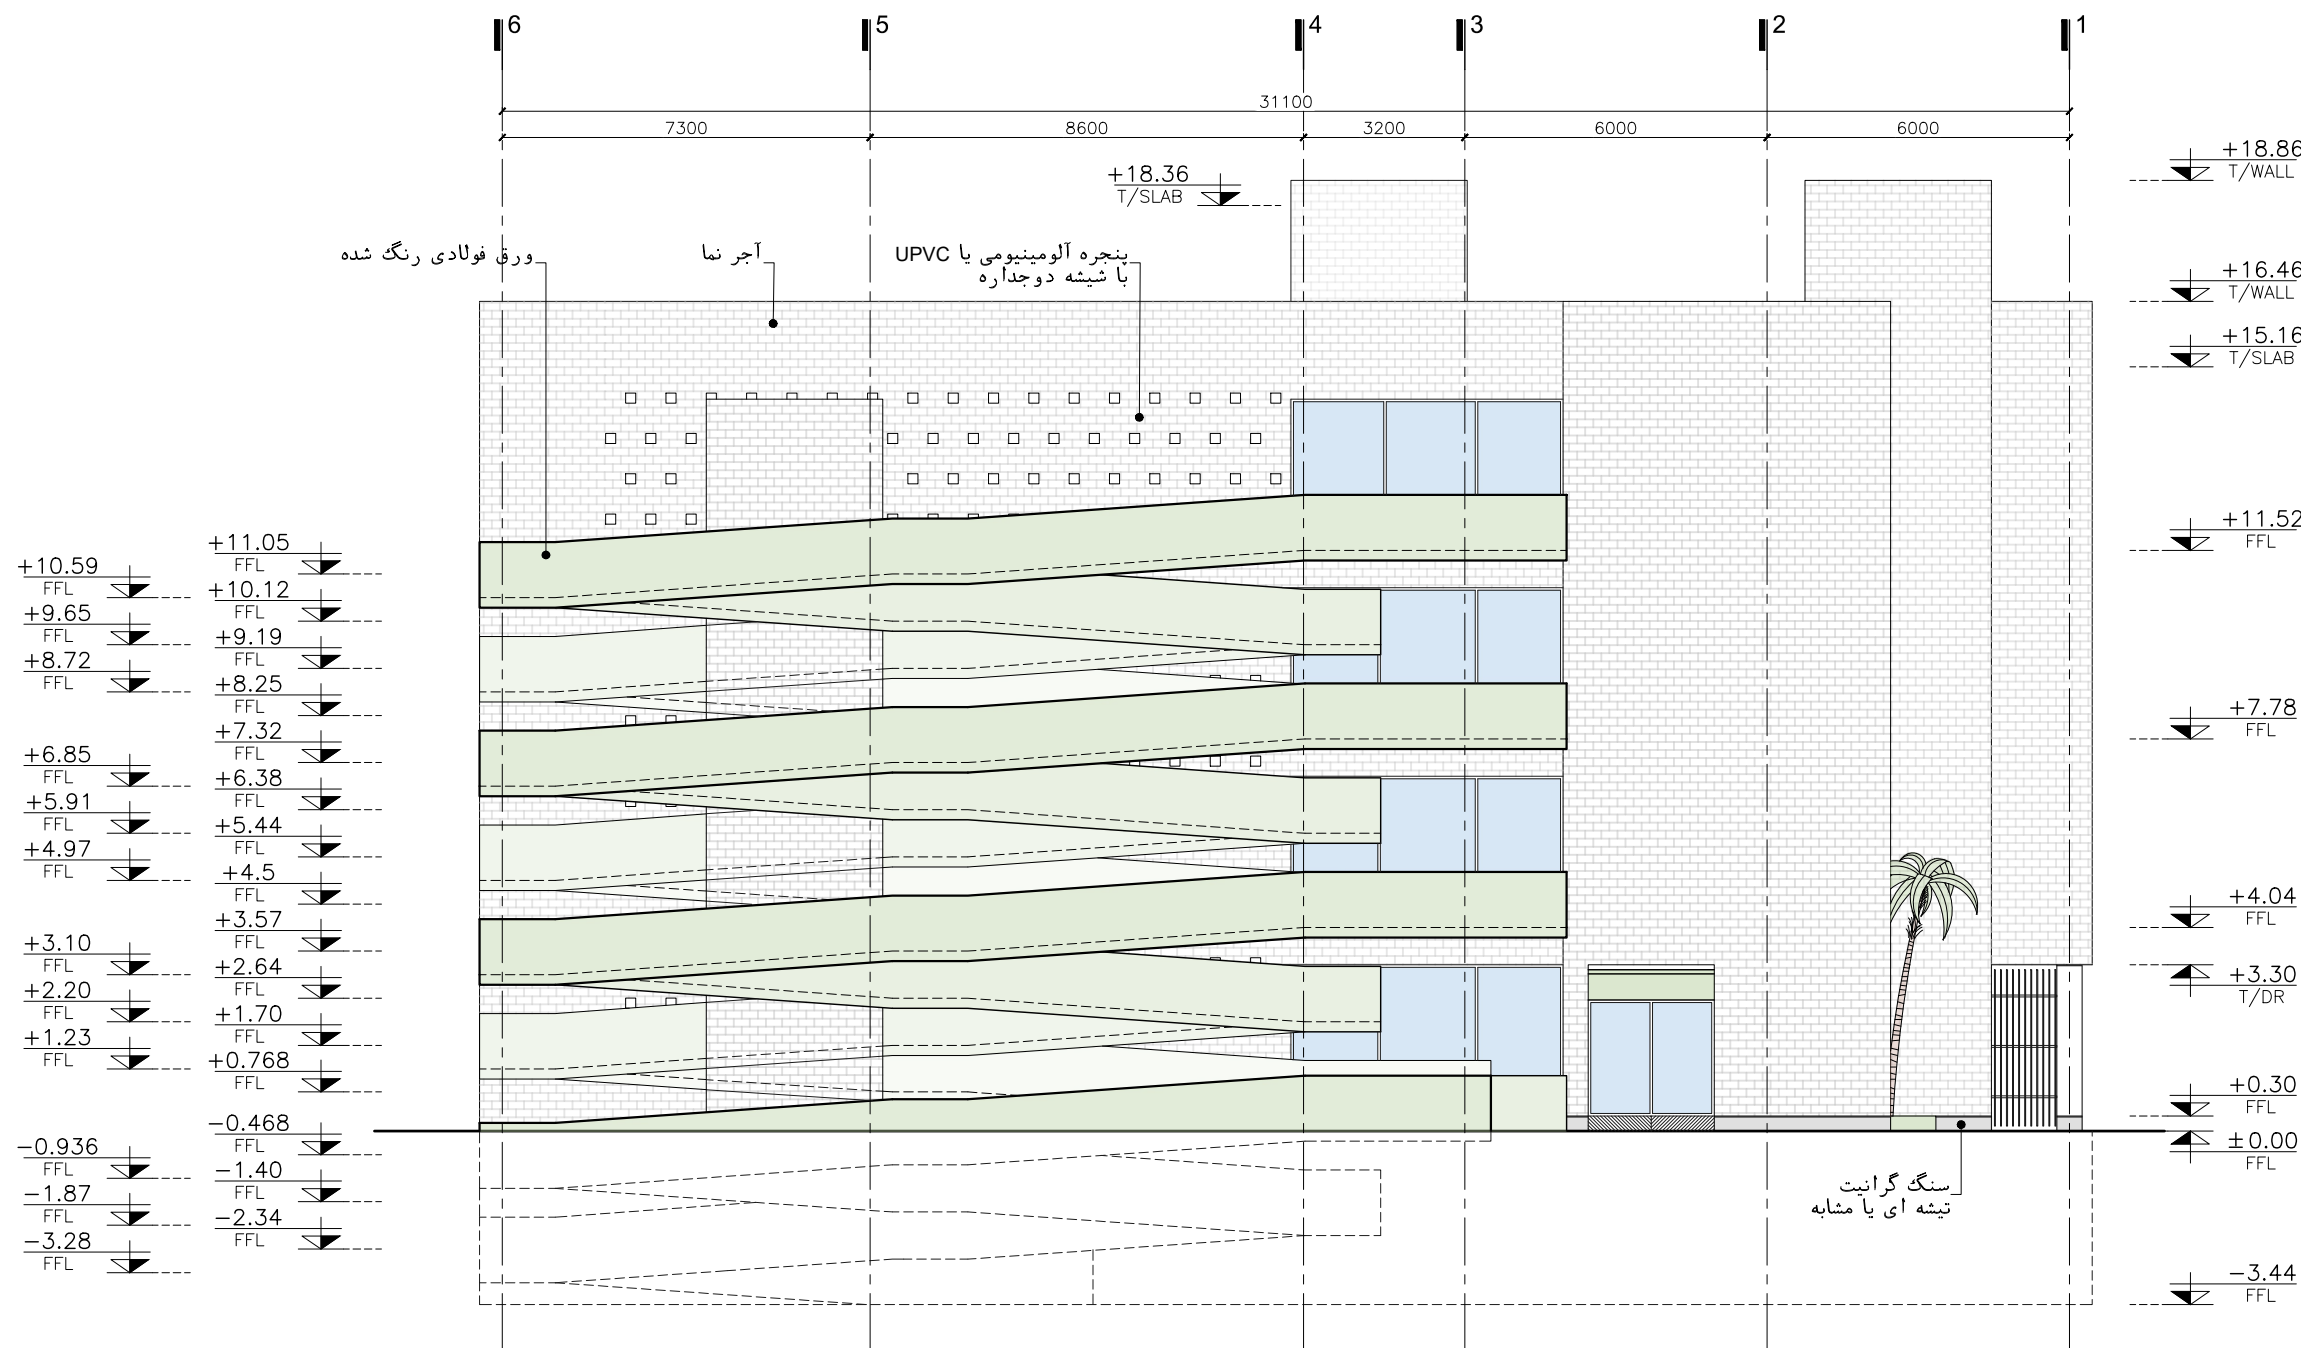 6 5 4 3 2 1
31100
7300 8600 3200 6000 6000
+18.86
T/WALL
+18.36
T/SLAB
ورق فولادی رنگ شده
آجر نما
پنجره آلومینیومی یا UPVC
با شیشه دوجداره
+16.46
T/WALL
+15.16
T/SLAB
+11.52
FFL
+7.78
FFL
+4.04
FFL
+3.30
T/DR
+0.30
FFL
±0.00
FFL
−3.44
FFL
+11.05
FFL
+10.12
FFL
+9.19
FFL
+8.25
FFL
+7.32
FFL
+6.38
FFL
+5.44
FFL
+4.5
FFL
+3.57
FFL
+2.64
FFL
+1.70
FFL
+0.768
FFL
−0.468
FFL
−1.40
FFL
−2.34
FFL
+10.59
FFL
+9.65
FFL
+8.72
FFL
+6.85
FFL
+5.91
FFL
+4.97
FFL
+3.10
FFL
+2.20
FFL
+1.23
FFL
−0.936
FFL
−1.87
FFL
−3.28
FFL
سنگ گرانیت
تیشه ای یا مشابه